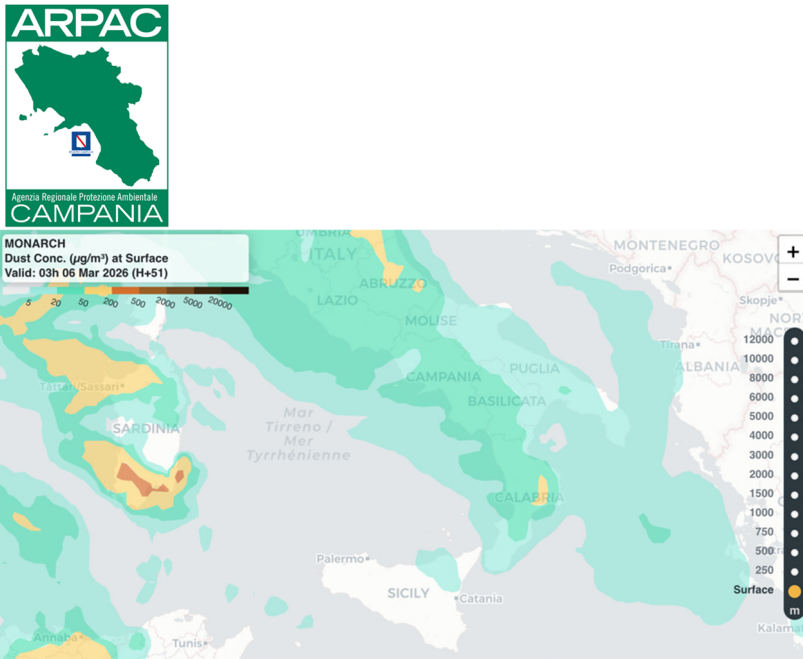 ARPAC
Agenzia Regionale Protezione Ambientale
CAMPANIA
MONARCH
Dust Conc. (µg/m³) at Surface
Valid: 03h 06 Mar 2026 (H+51)
5 20 50 200 500 2000 5000 20000
UMBRIA
ITALY
ABRUZZO
LAZIO
MOLISE
CAMPANIA
PUGLIA
BASILICATA
CALABRIA
MONTENEGRO
Podgorica
KOSOVO
Skopje
Tirana
ALBANIA
Tattari/Sassari
SARDINIA
Mar
Tirreno /
Mer
Tyrrhénienne
Palermo
SICILY
Catania
Annaba
Tunis
Kalama
+
−
12000
10000
8000
6000
5000
4000
3000
2000
1500
1000
750
500
250
Surface
m